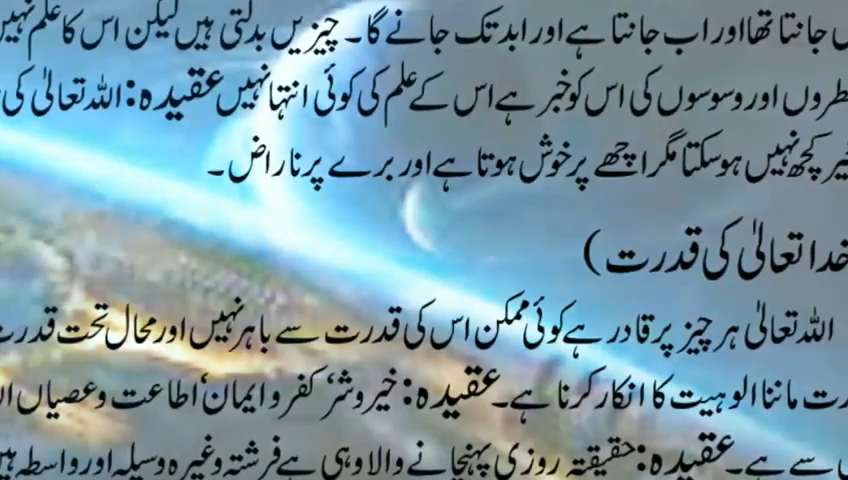 جانتا تھا اور اب جانتا ہے اور ابد تک جانے گا۔ چیزیں بدلتی ہیں لیکن اس کا علم نہیں
خطروں اور وسوسوں کی اس کو خبر ہے اس کے علم کی کوئی انتہا نہیں عقیدہ: اللہ تعالیٰ کی
کچھ نہیں ہو سکتا مگر اچھے پر خوش ہوتا ہے اور برے پر ناراض۔
خدا تعالیٰ کی قدرت)
اللہ تعالیٰ ہر چیز پر قادر ہے کوئی ممکن اس کی قدرت سے باہر نہیں اور محال تحت قدرت
ماننا الوہیت کا انکار کرنا ہے۔ عقیدہ: خیر و شر، کفر و ایمان، اطاعت و عصیاں
سے ہے۔ عقیدہ: حقیقتہ روزی پہنچانے والا وہی ہے فرشتہ وغیرہ وسیلہ اور واسطہ ہیں